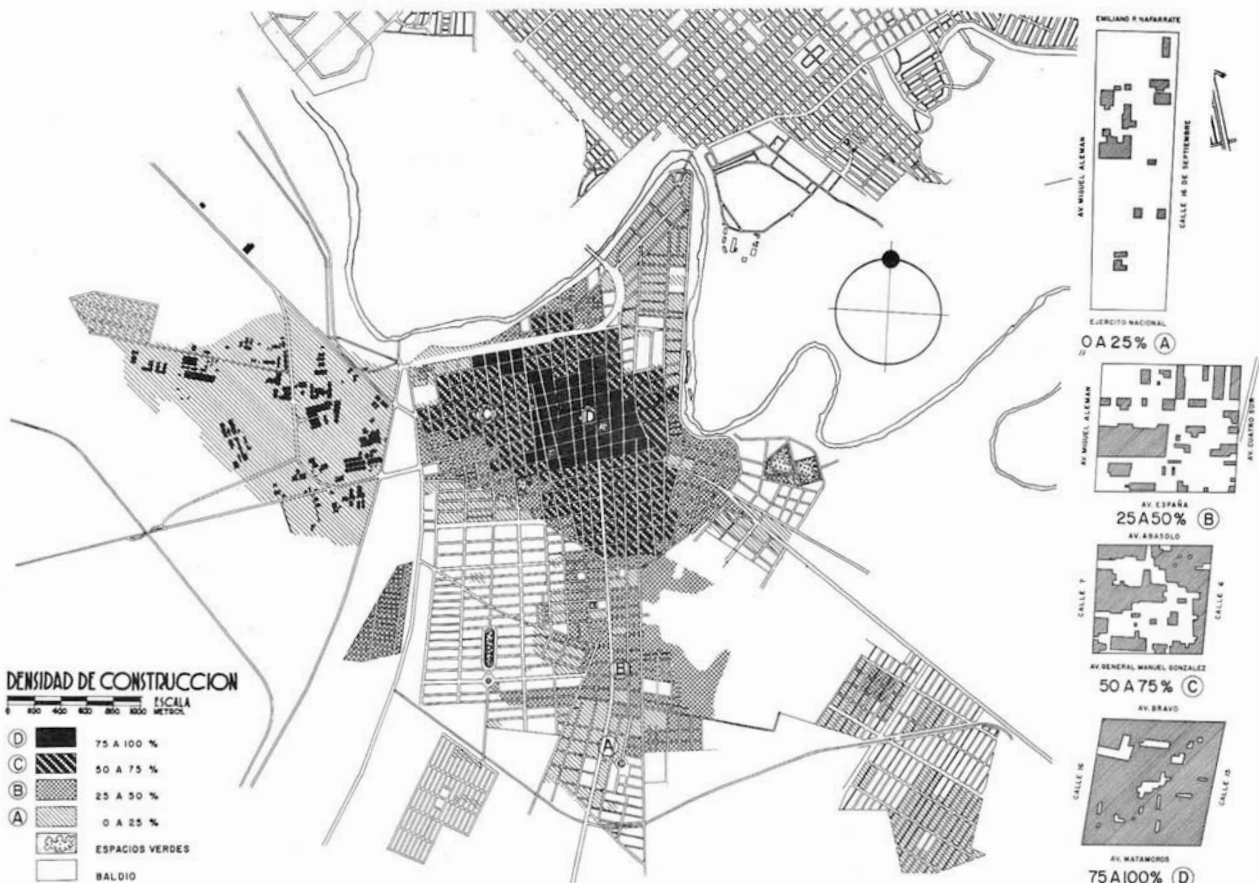 EMILIANO P. NAFARRATE
AV. MIGUEL ALEMAN
CALLE 16 DE SEPTIEMBRE
EJERCITO NACIONAL
0 A 25% A
AV. MIGUEL ALEMAN
AV. CUATRO SUR
AV. ESPAÑA
25 A 50% B
AV. ABASOLO
CALLE 7
CALLE 6
AV. GENERAL MANUEL GONZALEZ
50 A 75% C
AV. BRAVO
CALLE 16
CALLE 15
AV. MATAMOROS
75 A 100% D
C
D
B
A
DENSIDAD DE CONSTRUCCION
ESCALA
0 200 400 600 800 1000 METROS
D 75 A 100 %
C 50 A 75 %
B 25 A 50 %
A 0 A 25 %
ESPACIOS VERDES
BALDIO